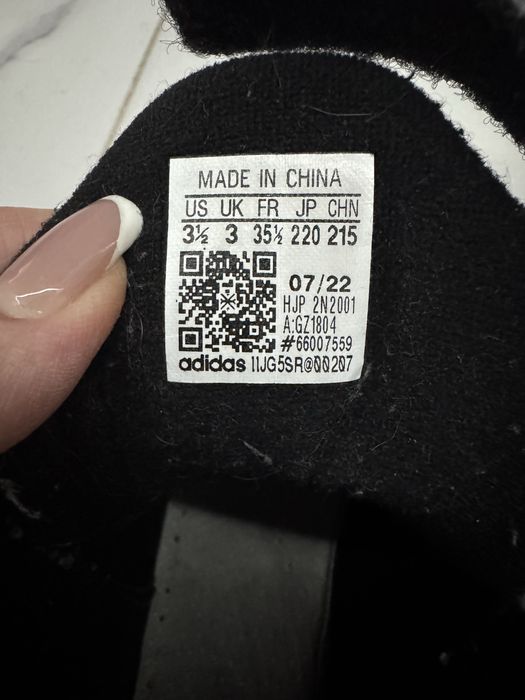 MADE IN CHINA
US UK FR JP CHN
3½ 3 35½ 220 215
07/22
HJP 2N2001
A:GZ1804
#66007559
adidas 11JG5SR@00207